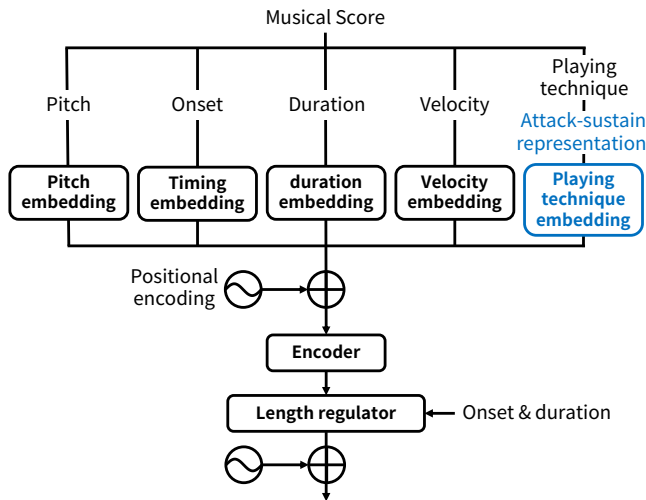 Musical Score
Pitch
Onset
Duration
Velocity
Playing
technique
Attack-sustain
representation
Pitch
embedding
Timing
embedding
duration
embedding
Velocity
embedding
Playing
technique
embedding
Positional
encoding
Encoder
Length regulator
Onset & duration